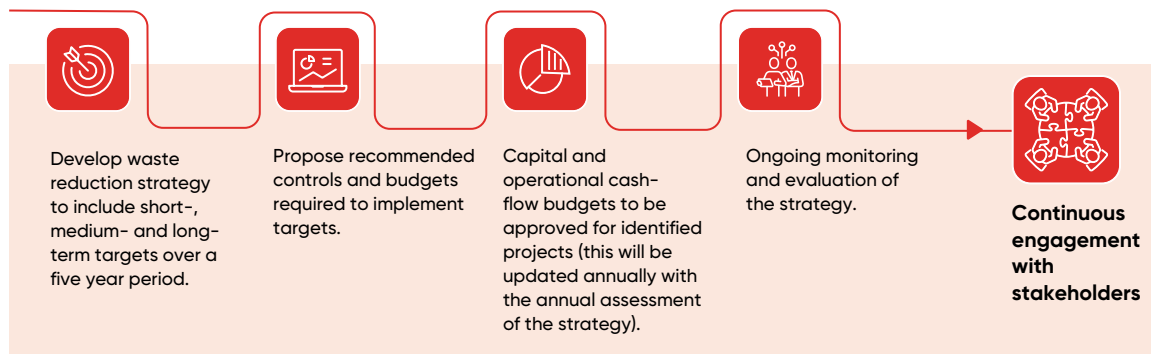 Develop waste
reduction strategy
to include short-,
medium- and long-
term targets over a
five year period.
Propose recommended
controls and budgets
required to implement
targets.
Capital and
operational cash-
flow budgets to be
approved for identified
projects (this will be
updated annually with
the annual assessment
of the strategy).
Ongoing monitoring
and evaluation of
the strategy.
Continuous
engagement
with
stakeholders